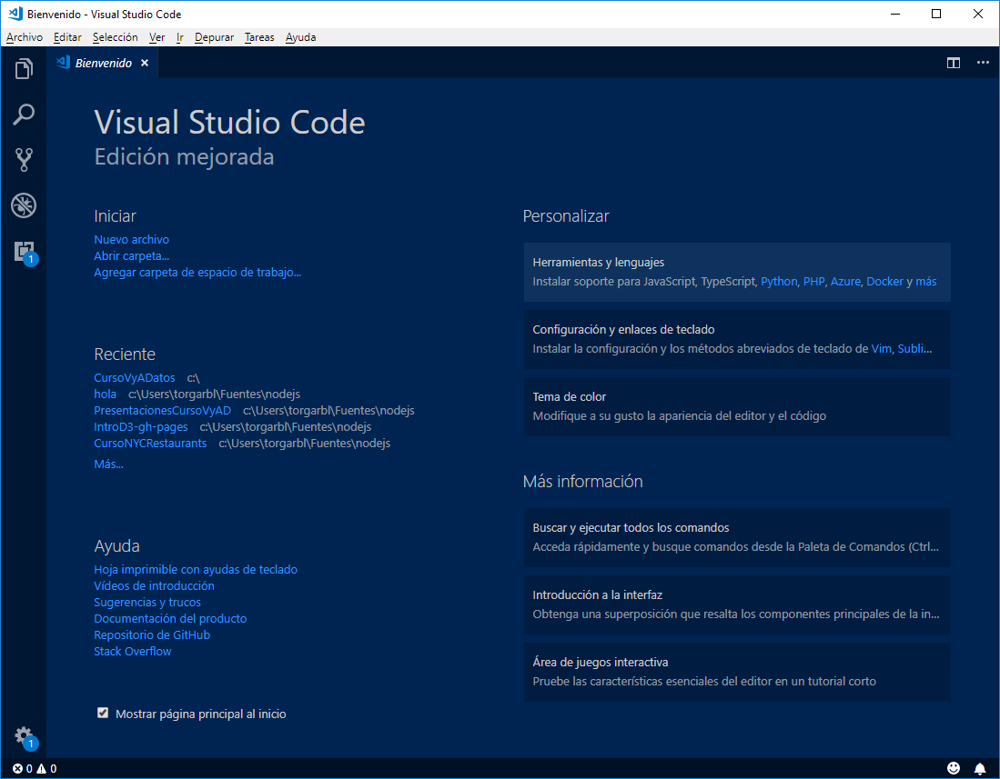 Bienvenido - Visual Studio Code
Archivo Editar Selección Ver Ir Depurar Tareas Ayuda
Bienvenido
Visual Studio Code
Edición mejorada
Iniciar
Nuevo archivo
Abrir carpeta...
Agregar carpeta de espacio de trabajo...
Reciente
CursoVyADatos c:\
hola c:\Users\torgarbl\Fuentes\nodejs
PresentacionesCursoVyAD c:\Users\torgarbl\Fuentes\nodejs
IntroD3-gh-pages c:\Users\torgarbl\Fuentes\nodejs
CursoNYCRestaurants c:\Users\torgarbl\Fuentes\nodejs
Más...
Ayuda
Hoja imprimible con ayudas de teclado
Vídeos de introducción
Sugerencias y trucos
Documentación del producto
Repositorio de GitHub
Stack Overflow
Mostrar página principal al inicio
Personalizar
Herramientas y lenguajes
Instalar soporte para JavaScript, TypeScript, Python, PHP, Azure, Docker y más
Configuración y enlaces de teclado
Instalar la configuración y los métodos abreviados de teclado de Vim, Subli...
Tema de color
Modifique a su gusto la apariencia del editor y el código
Más información
Buscar y ejecutar todos los comandos
Acceda rápidamente y busque comandos desde la Paleta de Comandos (Ctrl...
Introducción a la interfaz
Obtenga una superposición que resalta los componentes principales de la in...
Área de juegos interactiva
Pruebe las características esenciales del editor en un tutorial corto
1
1
0 0